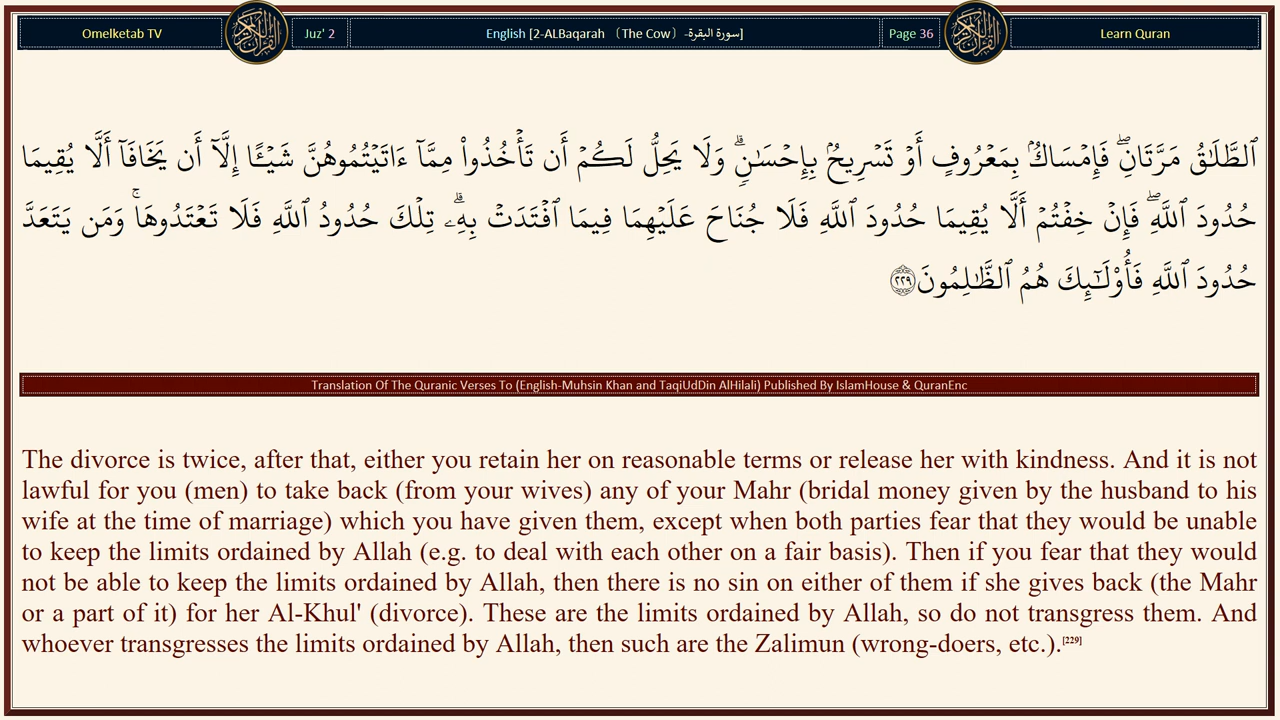 Omelketab TV
Juz' 2
English [2-ALBaqarah （The Cow） -سورة البقرة]
Page 36
Learn Quran
ٱلطَّلَٰقُ مَرَّتَانِۖ فَإِمۡسَاكُۢ بِمَعۡرُوفٍ أَوۡ تَسۡرِيحُۢ بِإِحۡسَٰنٖۗ وَلَا يَحِلُّ لَكُمۡ أَن تَأۡخُذُواْ مِمَّآ ءَاتَيۡتُمُوهُنَّ شَيۡـًٔا إِلَّآ أَن يَخَافَآ أَلَّا يُقِيمَا
حُدُودَ ٱللَّهِۖ فَإِنۡ خِفۡتُمۡ أَلَّا يُقِيمَا حُدُودَ ٱللَّهِ فَلَا جُنَاحَ عَلَيۡهِمَا فِيمَا ٱفۡتَدَتۡ بِهِۦۗ تِلۡكَ حُدُودُ ٱللَّهِ فَلَا تَعۡتَدُوهَاۚ وَمَن يَتَعَدَّ
حُدُودَ ٱللَّهِ فَأُوْلَٰٓئِكَ هُمُ ٱلظَّٰلِمُونَ ٢٢٩
Translation Of The Quranic Verses To (English-Muhsin Khan and TaqiUdDin AlHilali) Published By IslamHouse & QuranEnc
The divorce is twice, after that, either you retain her on reasonable terms or release her with kindness. And it is not
lawful for you (men) to take back (from your wives) any of your Mahr (bridal money given by the husband to his
wife at the time of marriage) which you have given them, except when both parties fear that they would be unable
to keep the limits ordained by Allah (e.g. to deal with each other on a fair basis). Then if you fear that they would
not be able to keep the limits ordained by Allah, then there is no sin on either of them if she gives back (the Mahr
or a part of it) for her Al-Khul' (divorce). These are the limits ordained by Allah, so do not transgress them. And
whoever transgresses the limits ordained by Allah, then such are the Zalimun (wrong-doers, etc.).[229]